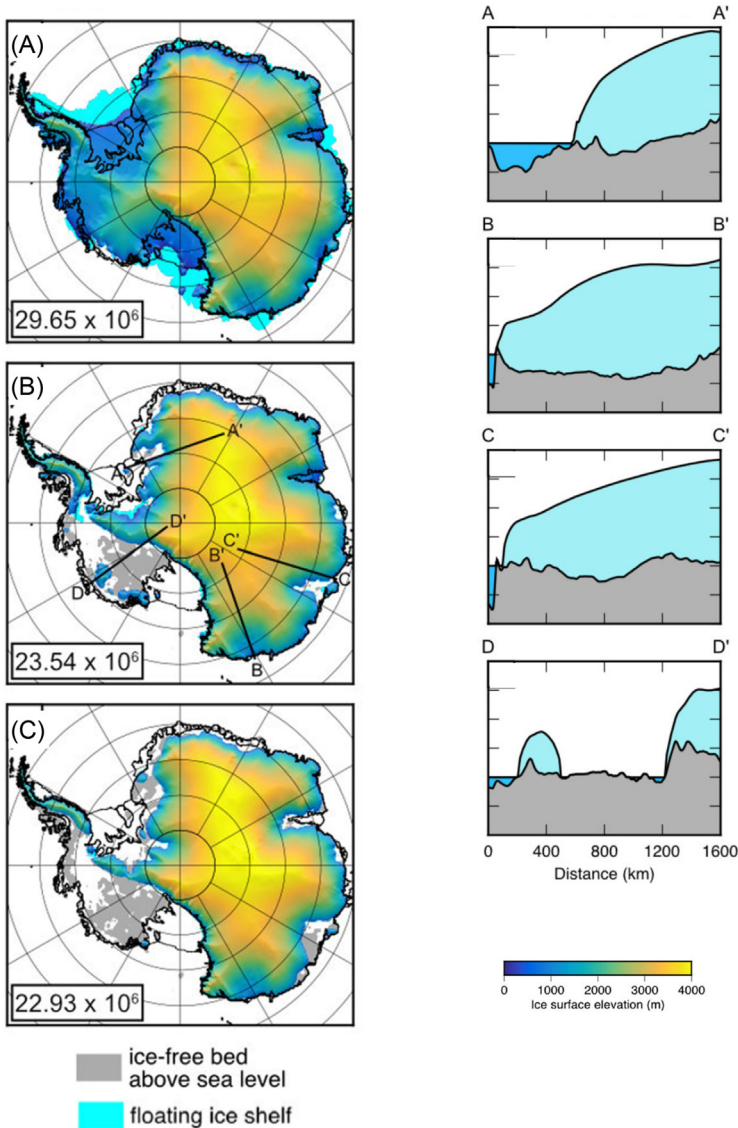 (A)
29.65 x 10⁶
(B)
A
A'
D'
C'
B'
D
C
B
23.54 x 10⁶
(C)
22.93 x 10⁶
ice-free bed
above sea level
floating ice shelf
A A'
B B'
C C'
D D'
0 400 800 1200 1600
Distance (km)
0 1000 2000 3000 4000
Ice surface elevation (m)